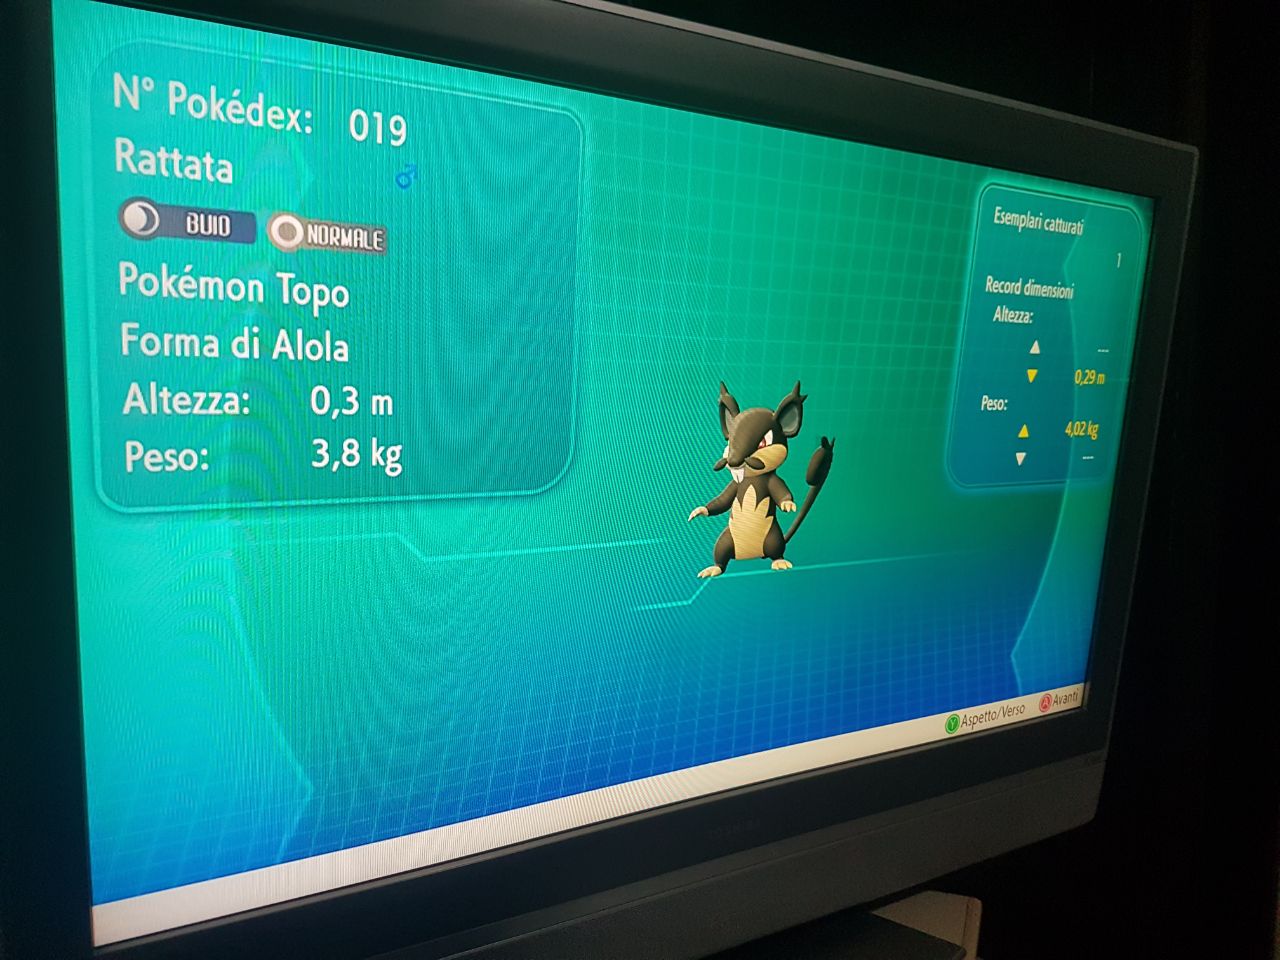 N° Pokédex: 019
Rattata ♂
BUIO NORMALE
Pokémon Topo
Forma di Alola
Altezza: 0,3 m
Peso: 3,8 kg
Esemplari catturati
1
Record dimensioni
Altezza:
▲ ---
▼ 0,29 m
Peso:
▲ 4,02 kg
▼ ---
Y Aspetto/Verso A Avanti